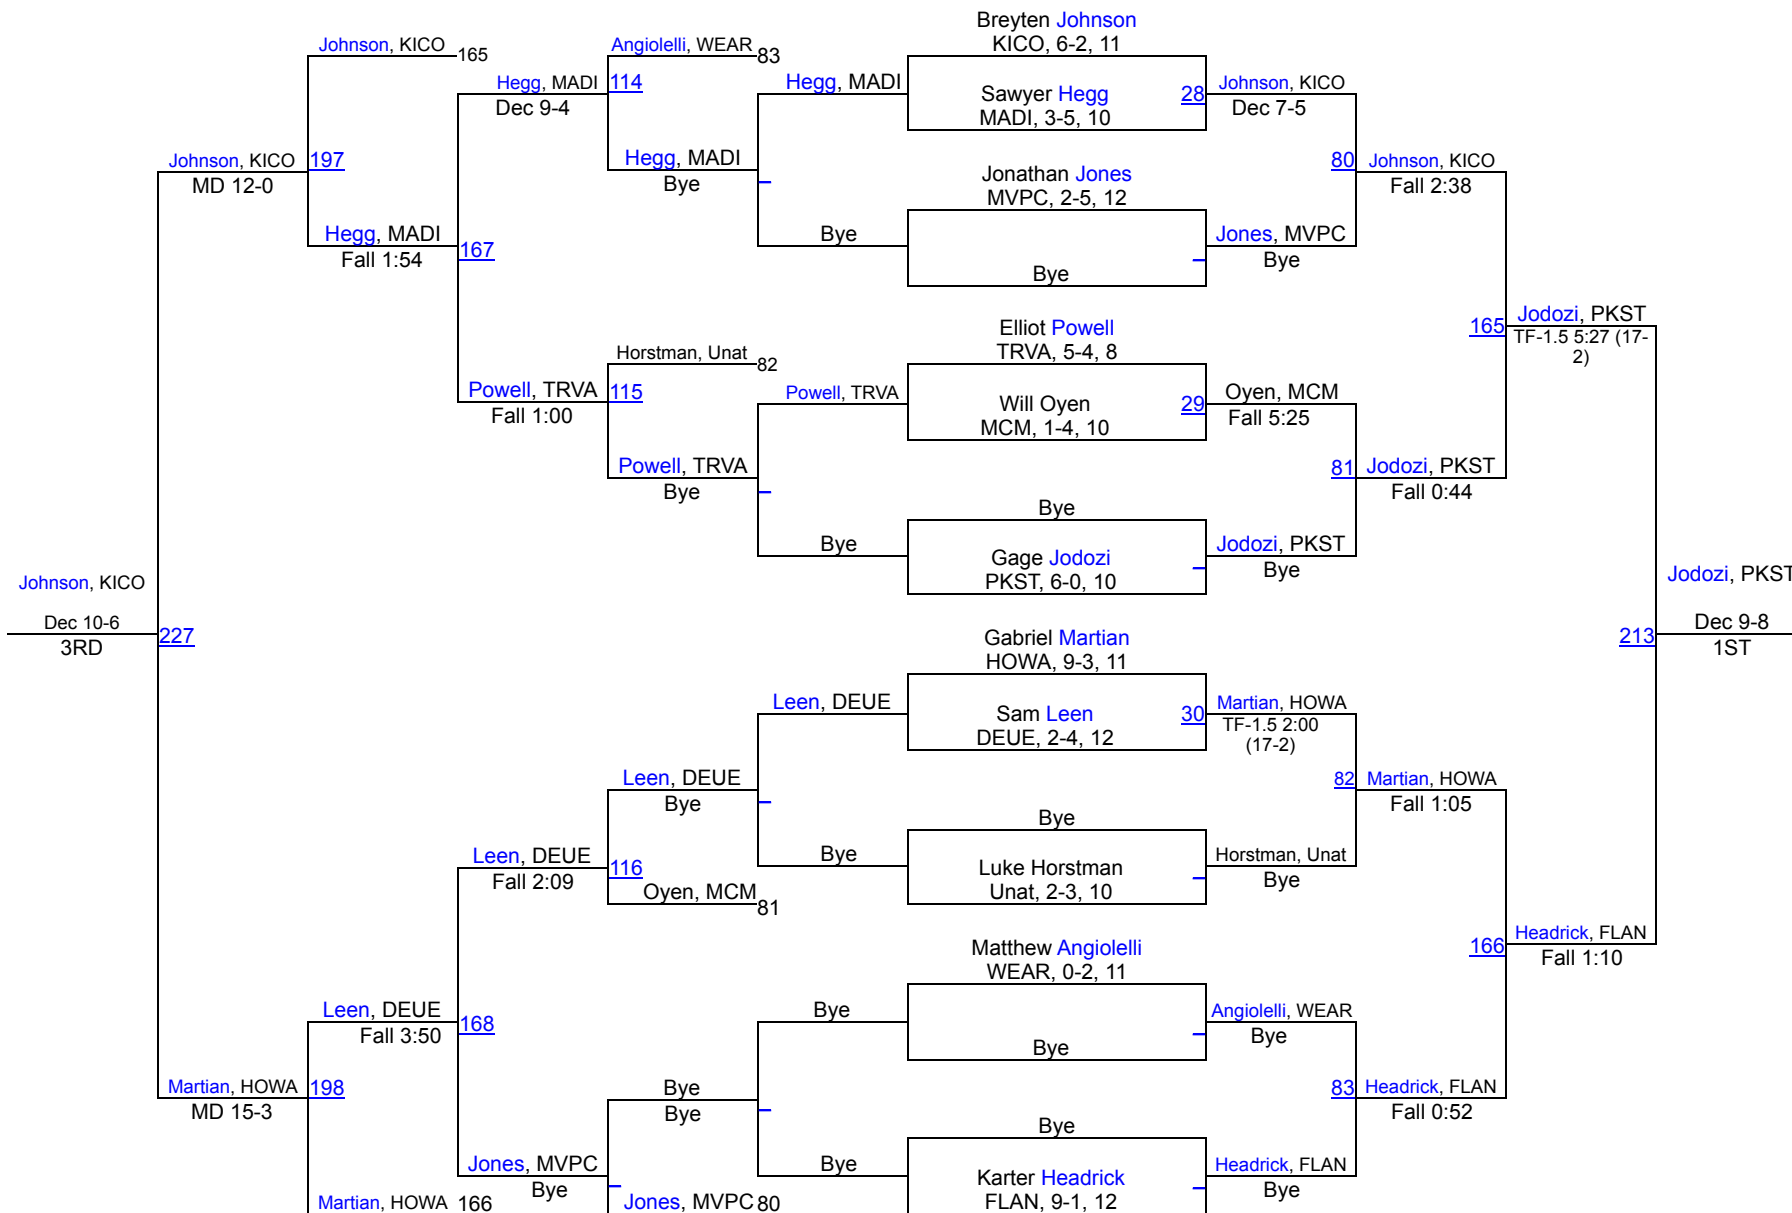 Breyten Johnson
KICO, 6-2, 11
Johnson, KICO
165
Angiolelli, WEAR
83
Hegg, MADI
114
Dec 9-4
Hegg, MADI
Sawyer Hegg
MADI, 3-5, 10
28
Johnson, KICO
Dec 7-5
Johnson, KICO
197
MD 12-0
Hegg, MADI
Bye
Jonathan Jones
MVPC, 2-5, 12
80
Johnson, KICO
Fall 2:38
Hegg, MADI
Fall 1:54
167
Bye
Bye
Jones, MVPC
Bye
Elliot Powell
TRVA, 5-4, 8
165
Jodozi, PKST
TF-1.5 5:27 (17-
2)
Horstman, Unat
82
Powell, TRVA
115
Fall 1:00
Powell, TRVA
Will Oyen
MCM, 1-4, 10
29
Oyen, MCM
Fall 5:25
Powell, TRVA
Bye
81
Jodozi, PKST
Fall 0:44
Bye
Bye
Gage Jodozi
PKST, 6-0, 10
Jodozi, PKST
Bye
Johnson, KICO
Dec 10-6
3RD
227
Jodozi, PKST
213
Dec 9-8
1ST
Gabriel Martian
HOWA, 9-3, 11
Leen, DEUE
Sam Leen
DEUE, 2-4, 12
30
Martian, HOWA
TF-1.5 2:00
(17-2)
Leen, DEUE
Bye
82
Martian, HOWA
Fall 1:05
Bye
Leen, DEUE
Fall 2:09
116
Bye
Luke Horstman
Unat, 2-3, 10
Horstman, Unat
Bye
Oyen, MCM
81
Matthew Angiolelli
WEAR, 0-2, 11
166
Headrick, FLAN
Fall 1:10
Leen, DEUE
Fall 3:50
168
Bye
Bye
Angiolelli, WEAR
Bye
Martian, HOWA
198
MD 15-3
Bye
Bye
83
Headrick, FLAN
Fall 0:52
Bye
Jones, MVPC
Bye
Bye
Karter Headrick
FLAN, 9-1, 12
Headrick, FLAN
Bye
Martian, HOWA
166
Jones, MVPC
80